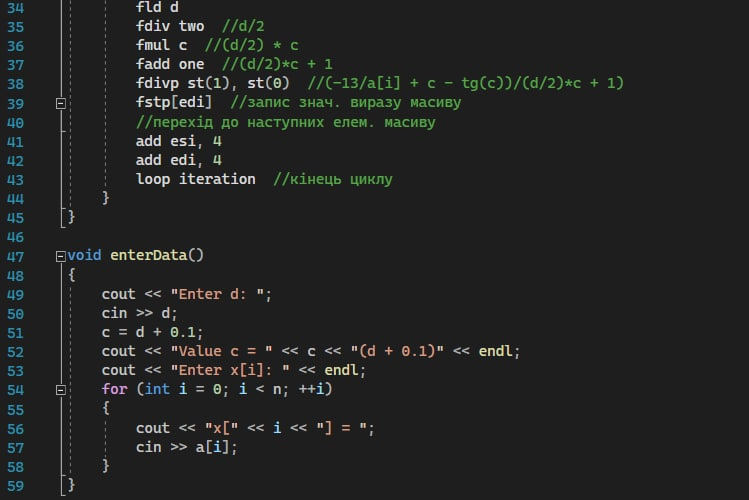 34 fld d
35 fdiv two //d/2
36 fmul c //(d/2) * c
37 fadd one //(d/2)*c + 1
38 fdivp st(1), st(0) //(-13/a[i] + c - tg(c))/(d/2)*c + 1)
39 fstp[edi] //запис знач. виразу масиву
40 //перехід до наступних елем. масиву
41 add esi, 4
42 add edi, 4
43 loop iteration //кінець циклу
44 }
45 }
46
47 void enterData()
48 {
49 cout << "Enter d: ";
50 cin >> d;
51 c = d + 0.1;
52 cout << "Value c = " << c << "(d + 0.1)" << endl;
53 cout << "Enter x[i]: " << endl;
54 for (int i = 0; i < n; ++i)
55 {
56 cout << "x[" << i << "] = ";
57 cin >> a[i];
58 }
59 }